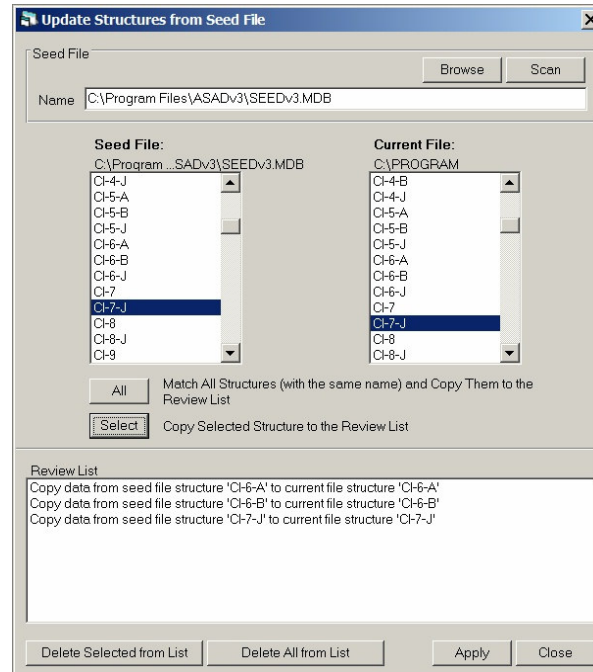 Update Structures from Seed File
Seed File
Browse
Scan
Name
C:\Program Files\ASADv3\SEEDv3.MDB
Seed File:
C:\Program ...SADv3\SEEDv3.MDB
CI-4-J
CI-5-A
CI-5-B
CI-5-J
CI-6-A
CI-6-B
CI-6-J
CI-7
CI-7-J
CI-8
CI-8-J
CI-9
Current File:
C:\PROGRAM
CI-4-B
CI-4-J
CI-5-A
CI-5-B
CI-5-J
CI-6-A
CI-6-B
CI-6-J
CI-7
CI-7-J
CI-8
CI-8-J
All
Match All Structures (with the same name) and Copy Them to the
Review List
Select
Copy Selected Structure to the Review List
Review List
Copy data from seed file structure 'CI-6-A' to current file structure 'CI-6-A'
Copy data from seed file structure 'CI-6-B' to current file structure 'CI-6-B'
Copy data from seed file structure 'CI-7-J' to current file structure 'CI-7-J'
Delete Selected from List
Delete All from List
Apply
Close